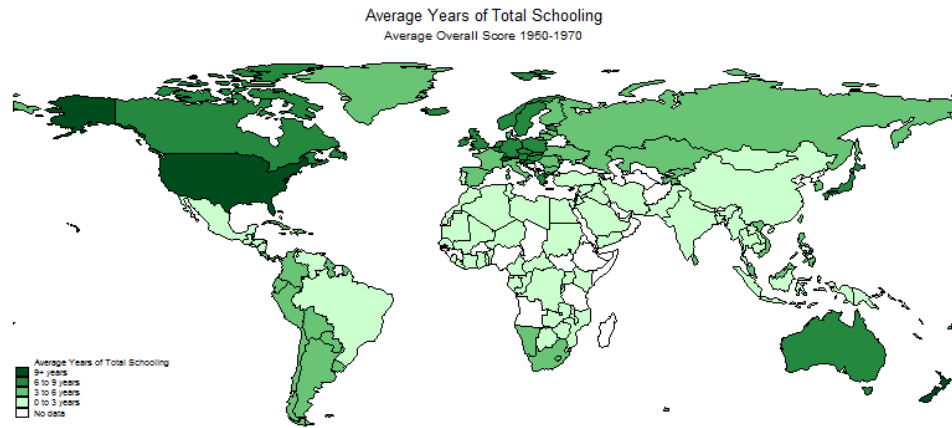 Average Years of Total Schooling
Average Overall Score 1950-1970
Average Years of Total Schooling
9+ years
6 to 9 years
3 to 6 years
0 to 3 years
No data